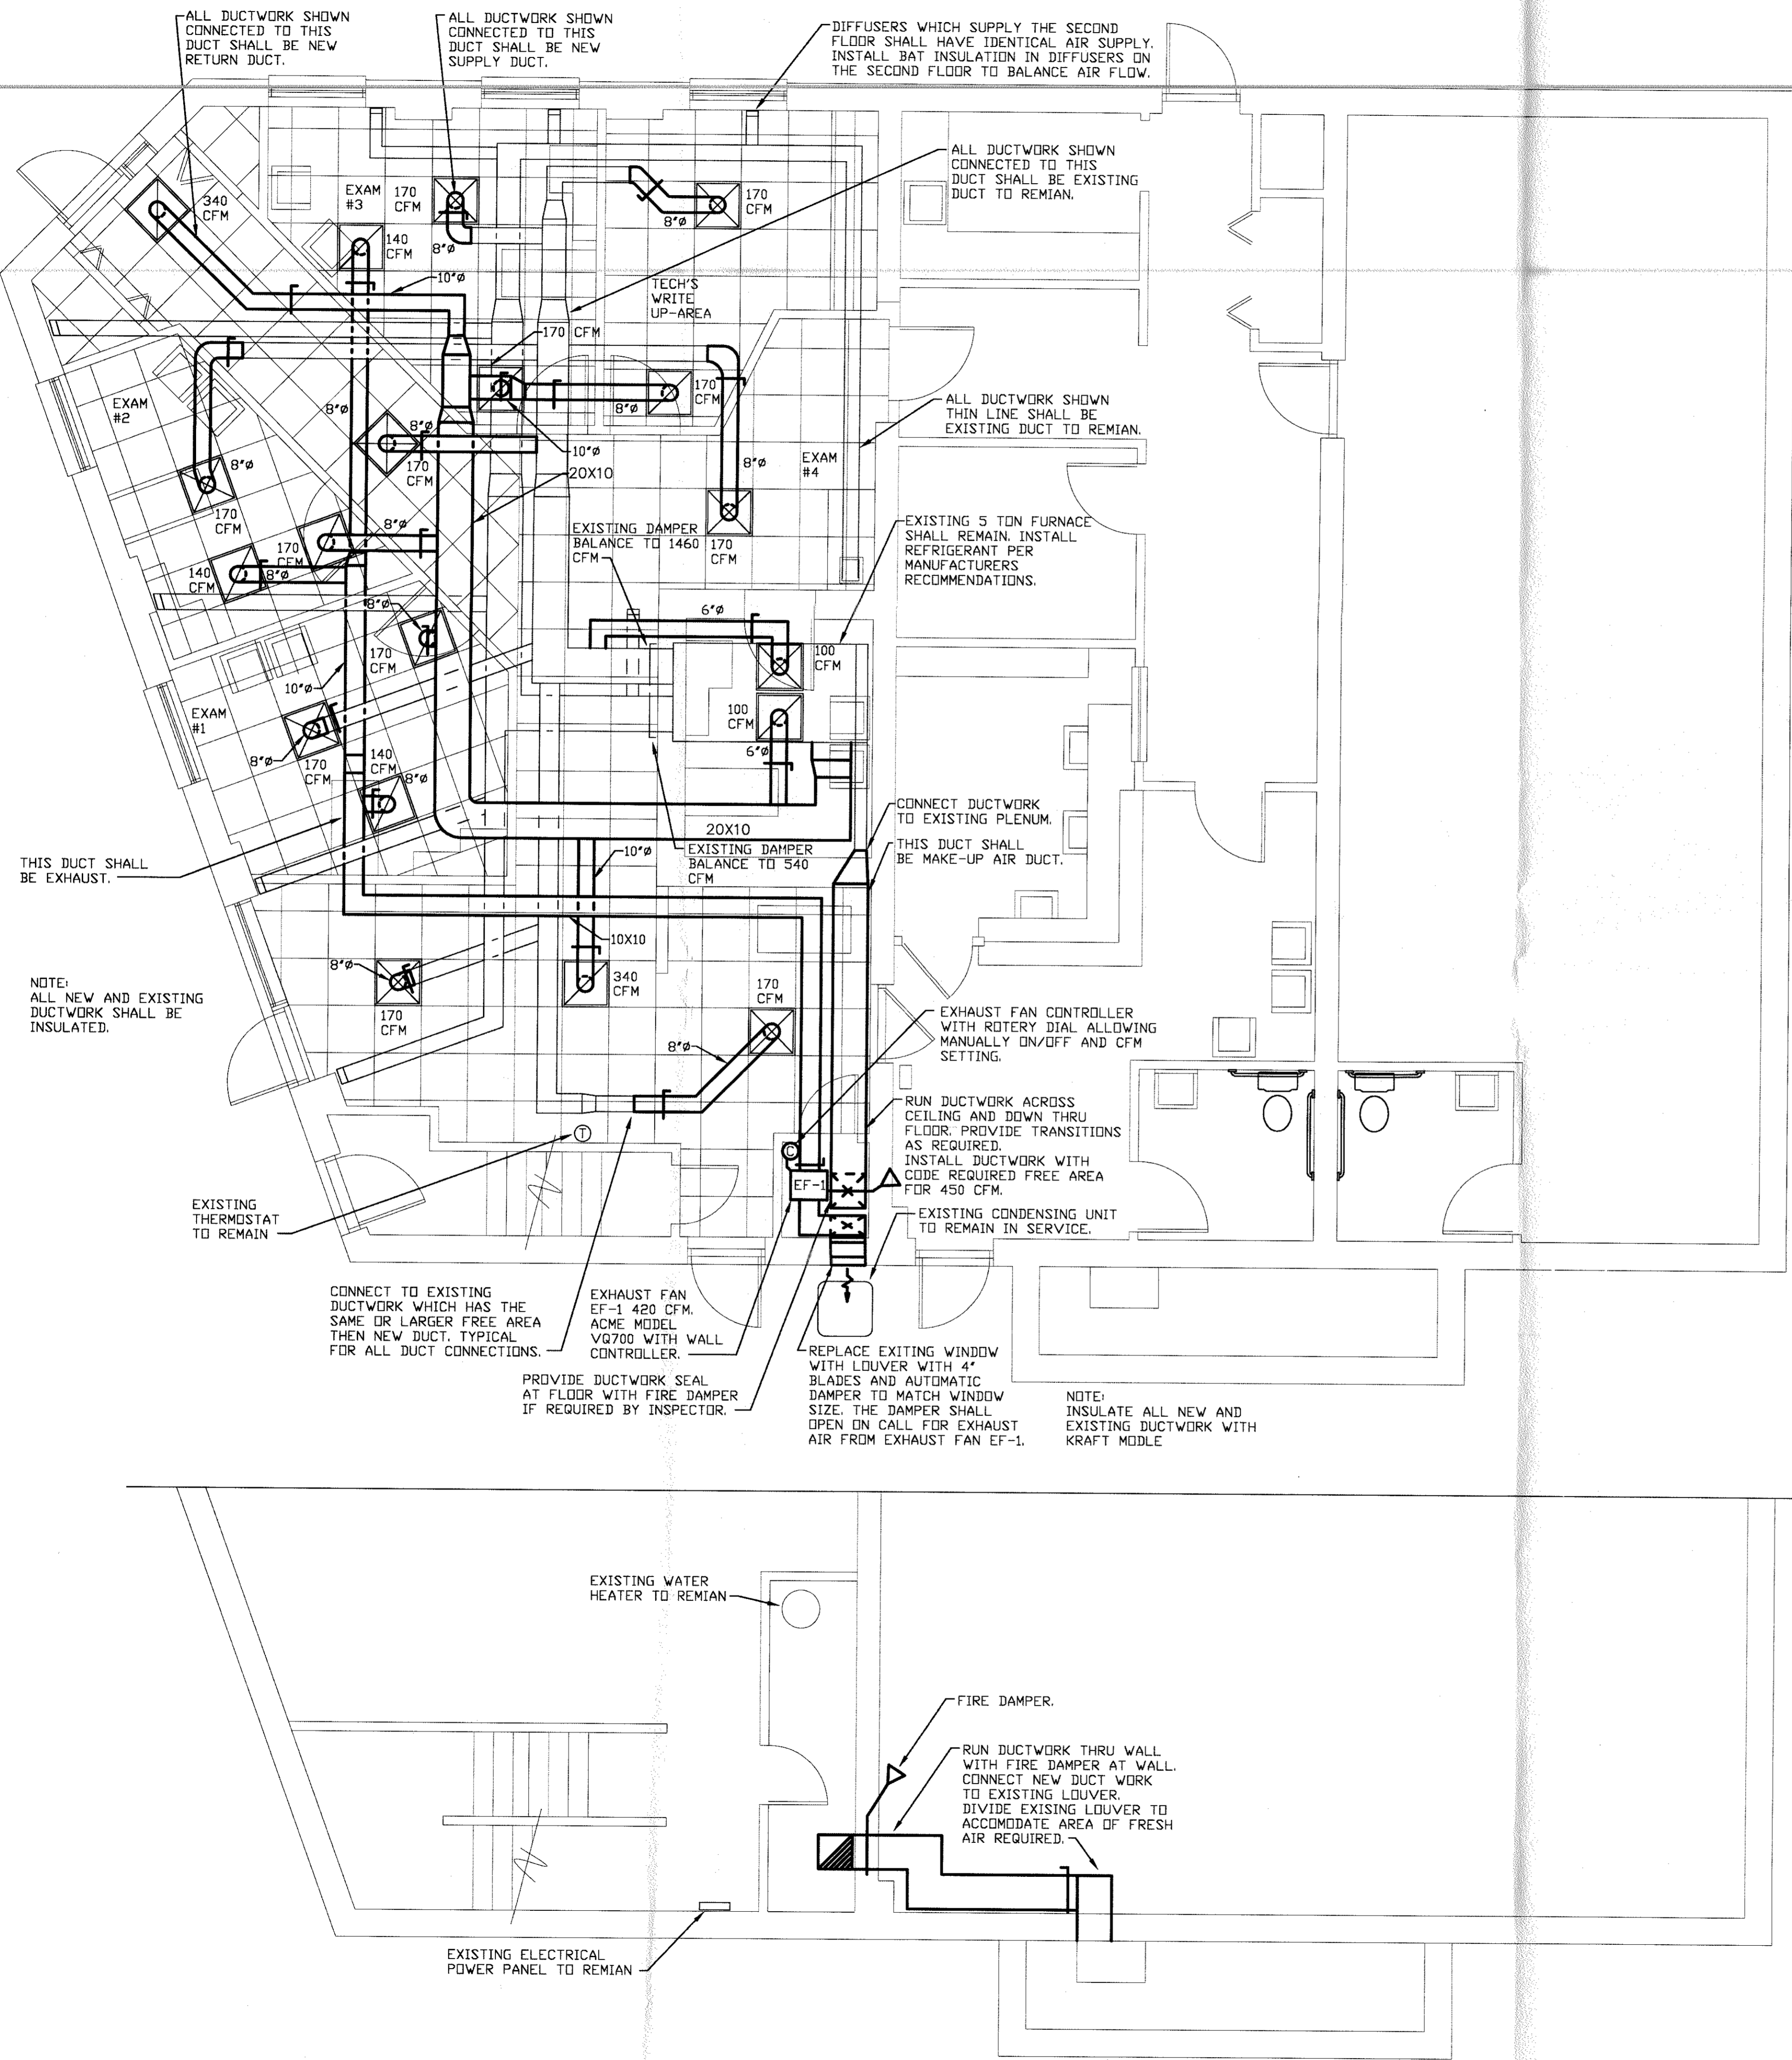 ALL DUCTWORK SHOWN
CONNECTED TO THIS
DUCT SHALL BE NEW
RETURN DUCT.
ALL DUCTWORK SHOWN
CONNECTED TO THIS
DUCT SHALL BE NEW
SUPPLY DUCT.
DIFFUSERS WHICH SUPPLY THE SECOND
FLOOR SHALL HAVE IDENTICAL AIR SUPPLY.
INSTALL BAT INSULATION IN DIFFUSERS ON
THE SECOND FLOOR TO BALANCE AIR FLOW.
ALL DUCTWORK SHOWN
CONNECTED TO THIS
DUCT SHALL BE EXISTING
DUCT TO REMIAN.
340
CFM
EXAM
#3
170
CFM
140
CFM
8"ø
170
CFM
8"ø
10"ø
TECH'S
WRITE
UP-AREA
170 CFM
EXAM
#2
8"ø
8"ø
170
CFM
8"ø
170
CFM
10"ø
20X10
ALL DUCTWORK SHOWN
THIN LINE SHALL BE
EXISTING DUCT TO REMIAN.
EXAM
#4
8"ø
170
CFM
8"ø
170
CFM
EXISTING DAMPER
BALANCE TO 1460
CFM
EXISTING 5 TON FURNACE
SHALL REMAIN. INSTALL
REFRIGERANT PER
MANUFACTURERS
RECOMMENDATIONS.
8"ø
170
CFM
140
CFM
8"ø
8"ø
170
CFM
6"ø
100
CFM
100
CFM
6"ø
10"ø
EXAM
#1
8"ø
170
CFM
140
CFM
8"ø
20X10
EXISTING DAMPER
BALANCE TO 540
CFM
10"ø
CONNECT DUCTWORK
TO EXISTING PLENUM.
THIS DUCT SHALL
BE MAKE-UP AIR DUCT.
THIS DUCT SHALL
BE EXHAUST.
10X10
8"ø
170
CFM
340
CFM
170
CFM
8"ø
NOTE:
ALL NEW AND EXISTING
DUCTWORK SHALL BE
INSULATED.
EXHAUST FAN CONTROLLER
WITH ROTERY DIAL ALLOWING
MANUALLY ON/OFF AND CFM
SETTING.
RUN DUCTWORK ACROSS
CEILING AND DOWN THRU
FLOOR. PROVIDE TRANSITIONS
AS REQUIRED.
INSTALL DUCTWORK WITH
CODE REQUIRED FREE AREA
FOR 450 CFM.
T
C
EF-1
EXISTING
THERMOSTAT
TO REMAIN
EXISTING CONDENSING UNIT
TO REMAIN IN SERVICE.
CONNECT TO EXISTING
DUCTWORK WHICH HAS THE
SAME OR LARGER FREE AREA
THEN NEW DUCT. TYPICAL
FOR ALL DUCT CONNECTIONS.
EXHAUST FAN
EF-1 420 CFM.
ACME MODEL
VQ700 WITH WALL
CONTROLLER.
PROVIDE DUCTWORK SEAL
AT FLOOR WITH FIRE DAMPER
IF REQUIRED BY INSPECTOR.
REPLACE EXITING WINDOW
WITH LOUVER WITH 4"
BLADES AND AUTOMATIC
DAMPER TO MATCH WINDOW
SIZE. THE DAMPER SHALL
OPEN ON CALL FOR EXHAUST
AIR FROM EXHAUST FAN EF-1.
NOTE:
INSULATE ALL NEW AND
EXISTING DUCTWORK WITH
KRAFT MODLE
EXISTING WATER
HEATER TO REMIAN
FIRE DAMPER.
RUN DUCTWORK THRU WALL
WITH FIRE DAMPER AT WALL.
CONNECT NEW DUCT WORK
TO EXISTING LOUVER.
DIVIDE EXISING LOUVER TO
ACCOMODATE AREA OF FRESH
AIR REQUIRED.
EXISTING ELECTRICAL
POWER PANEL TO REMIAN